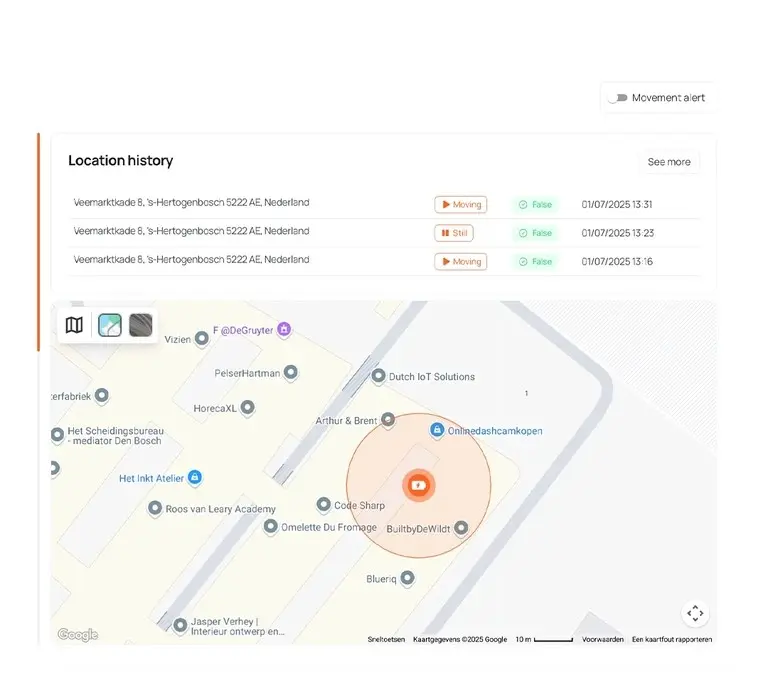 Movement alert
Location history
See more
Veemarktkade 8, 's-Hertogenbosch 5222 AE, Nederland
Moving
False
01/07/2025 13:31
Veemarktkade 8, 's-Hertogenbosch 5222 AE, Nederland
Still
False
01/07/2025 13:23
Veemarktkade 8, 's-Hertogenbosch 5222 AE, Nederland
Moving
False
01/07/2025 13:16
F @DeGruyter
Vizien
PeiserHartman
Dutch IoT Solutions
1
erfabriek
HorecaXL
Arthur & Brent
Onlinedashcamkopen
Het Scheidingsbureau
- mediator Den Bosch
Het Inkt Atelier
Roos van Leary Academy
Code Sharp
Omelette Du Fromage
BuiltbyDeWildt
Blueriq
Jasper Verhey |
Interieur ontwerp en...
Google
Sneltoetsen
Kaartgegevens ©2025 Google
10 m
Voorwaarden
Een kaartfout rapporteren